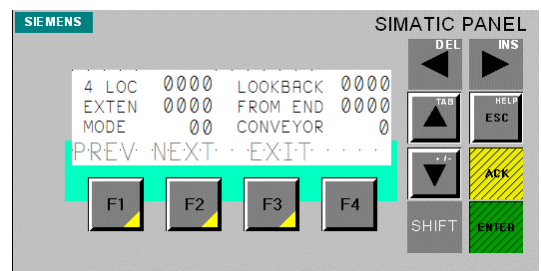 SIEMENS
SIMATIC PANEL
DEL
INS
4 LOC 0000 LOOKBACK 0000
EXTEN 0000 FROM END 0000
MODE 00 CONVEYOR 0
PREV NEXT EXIT
TAB
HELP
ESC
+/-
ACK
F1 F2 F3 F4
SHIFT
ENTER